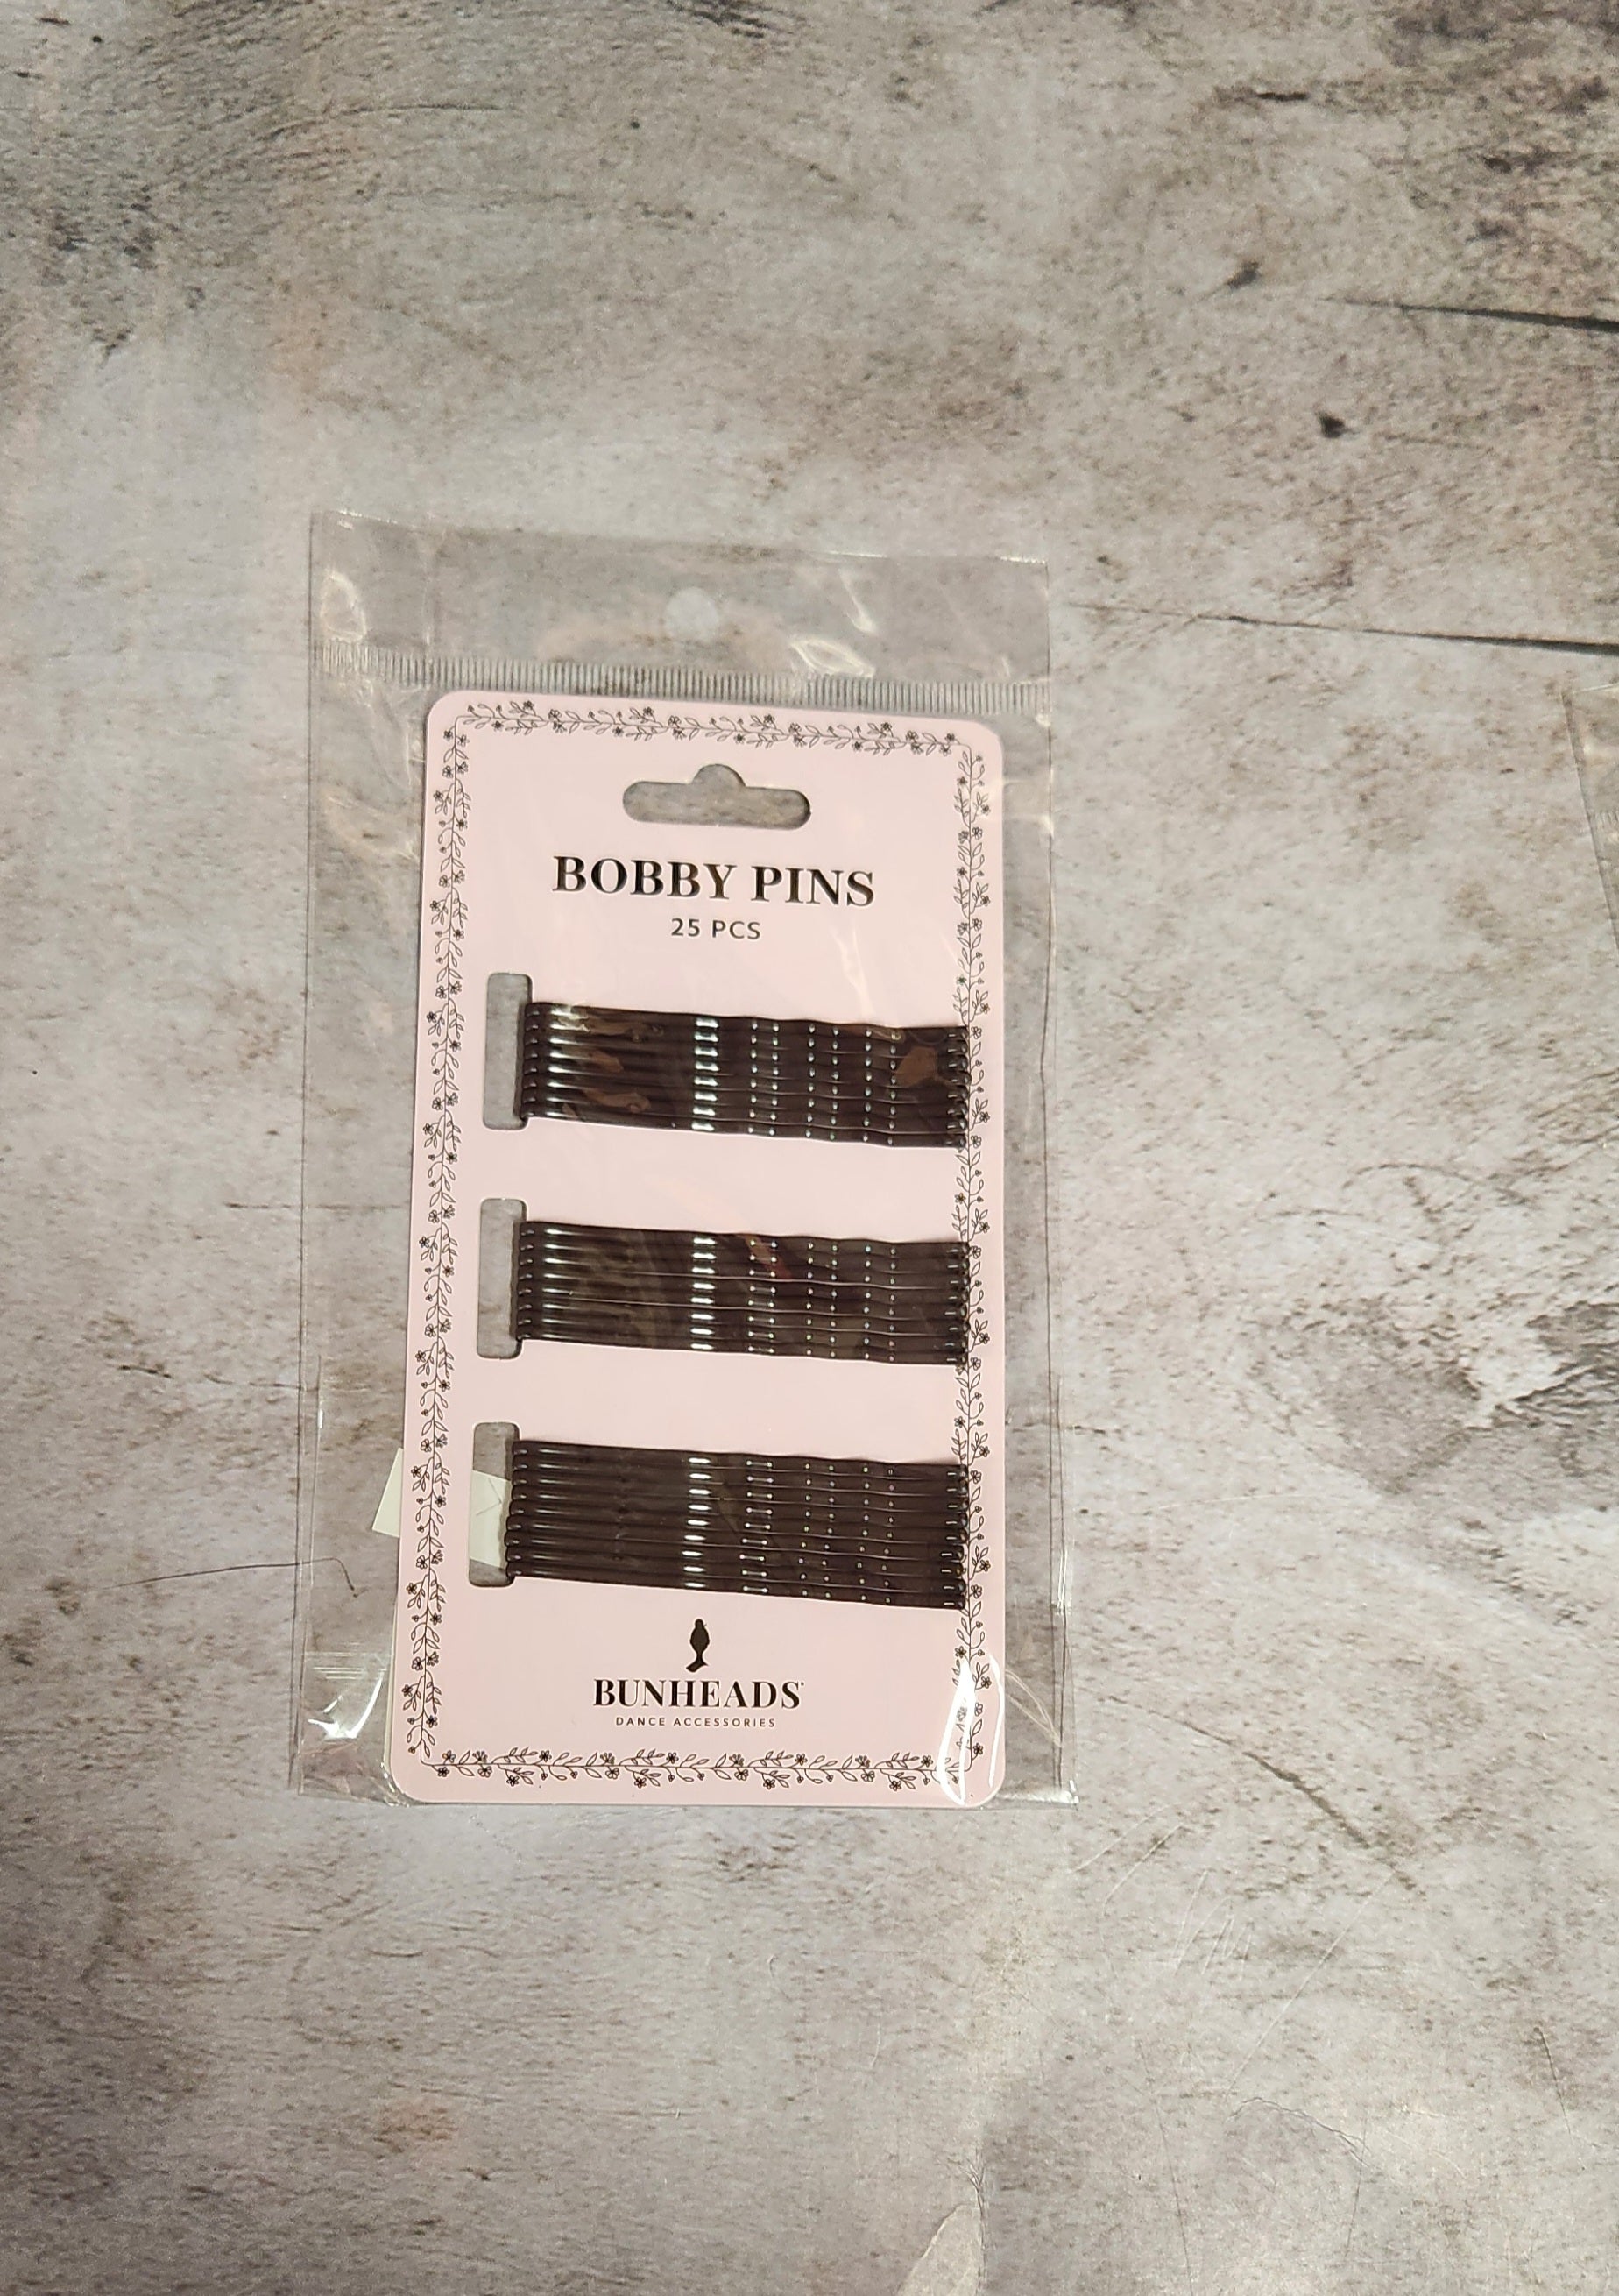 BOBBY PINS
25 PCS
BUNHEADS
DANCE ACCESSORIES